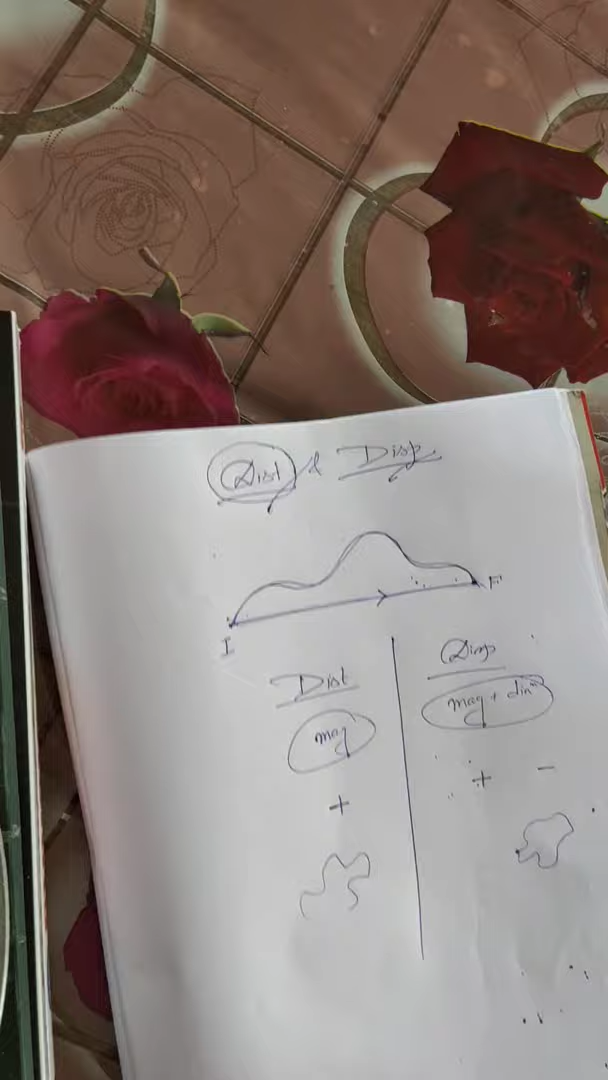 Dist & Disp
I F
Dist Disp
mag mag + dirⁿ
+ + -